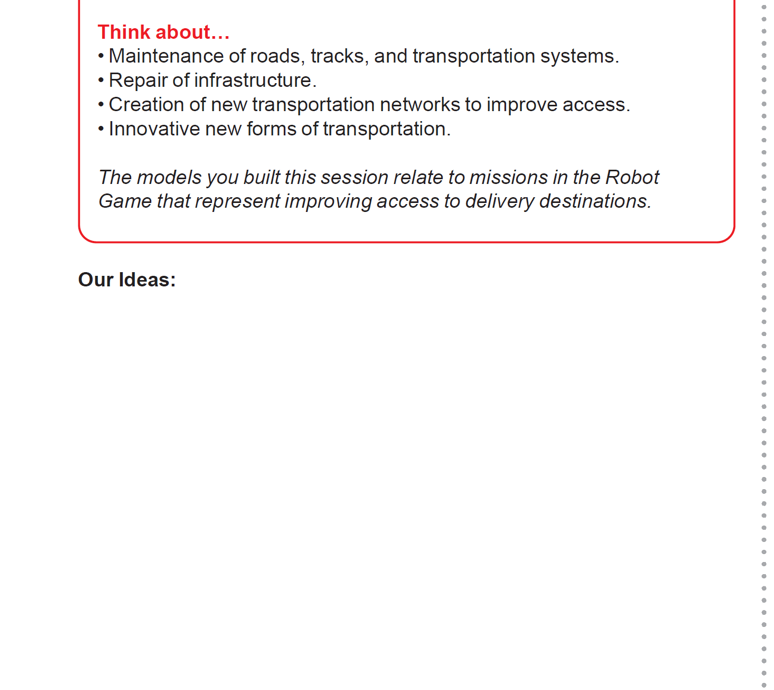 Think about…
• Maintenance of roads, tracks, and transportation systems.
• Repair of infrastructure.
• Creation of new transportation networks to improve access.
• Innovative new forms of transportation.
The models you built this session relate to missions in the Robot
Game that represent improving access to delivery destinations.
Our Ideas: